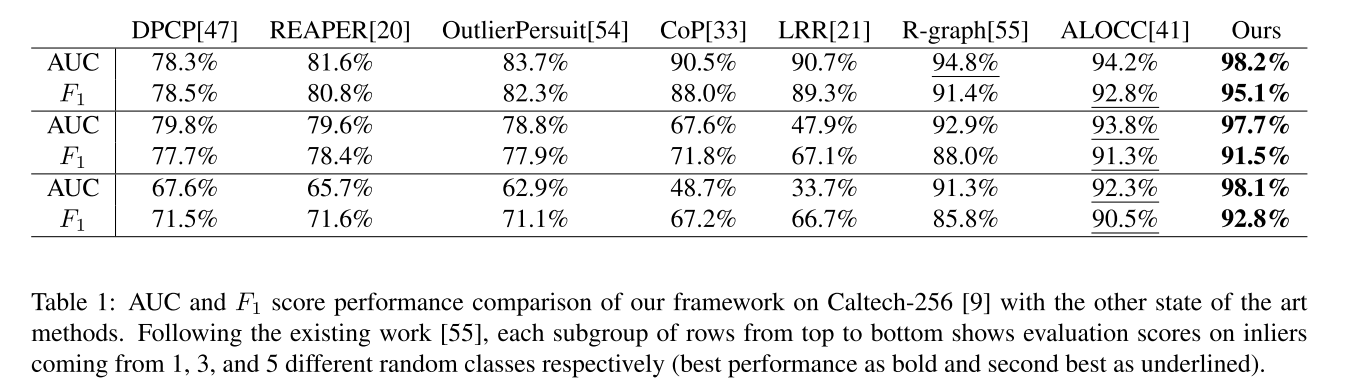 DPCP[47] REAPER[20] OutlierPersuit[54] CoP[33] LRR[21] R-graph[55] ALOCC[41] Ours
AUC 78.3% 81.6% 83.7% 90.5% 90.7% 94.8% 94.2% 98.2%
F1 78.5% 80.8% 82.3% 88.0% 89.3% 91.4% 92.8% 95.1%
AUC 79.8% 79.6% 78.8% 67.6% 47.9% 92.9% 93.8% 97.7%
F1 77.7% 78.4% 77.9% 71.8% 67.1% 88.0% 91.3% 91.5%
AUC 67.6% 65.7% 62.9% 48.7% 33.7% 91.3% 92.3% 98.1%
F1 71.5% 71.6% 71.1% 67.2% 66.7% 85.8% 90.5% 92.8%
Table 1: AUC and F1 score performance comparison of our framework on Caltech-256 [9] with the other state of the art
methods. Following the existing work [55], each subgroup of rows from top to bottom shows evaluation scores on inliers
coming from 1, 3, and 5 different random classes respectively (best performance as bold and second best as underlined).